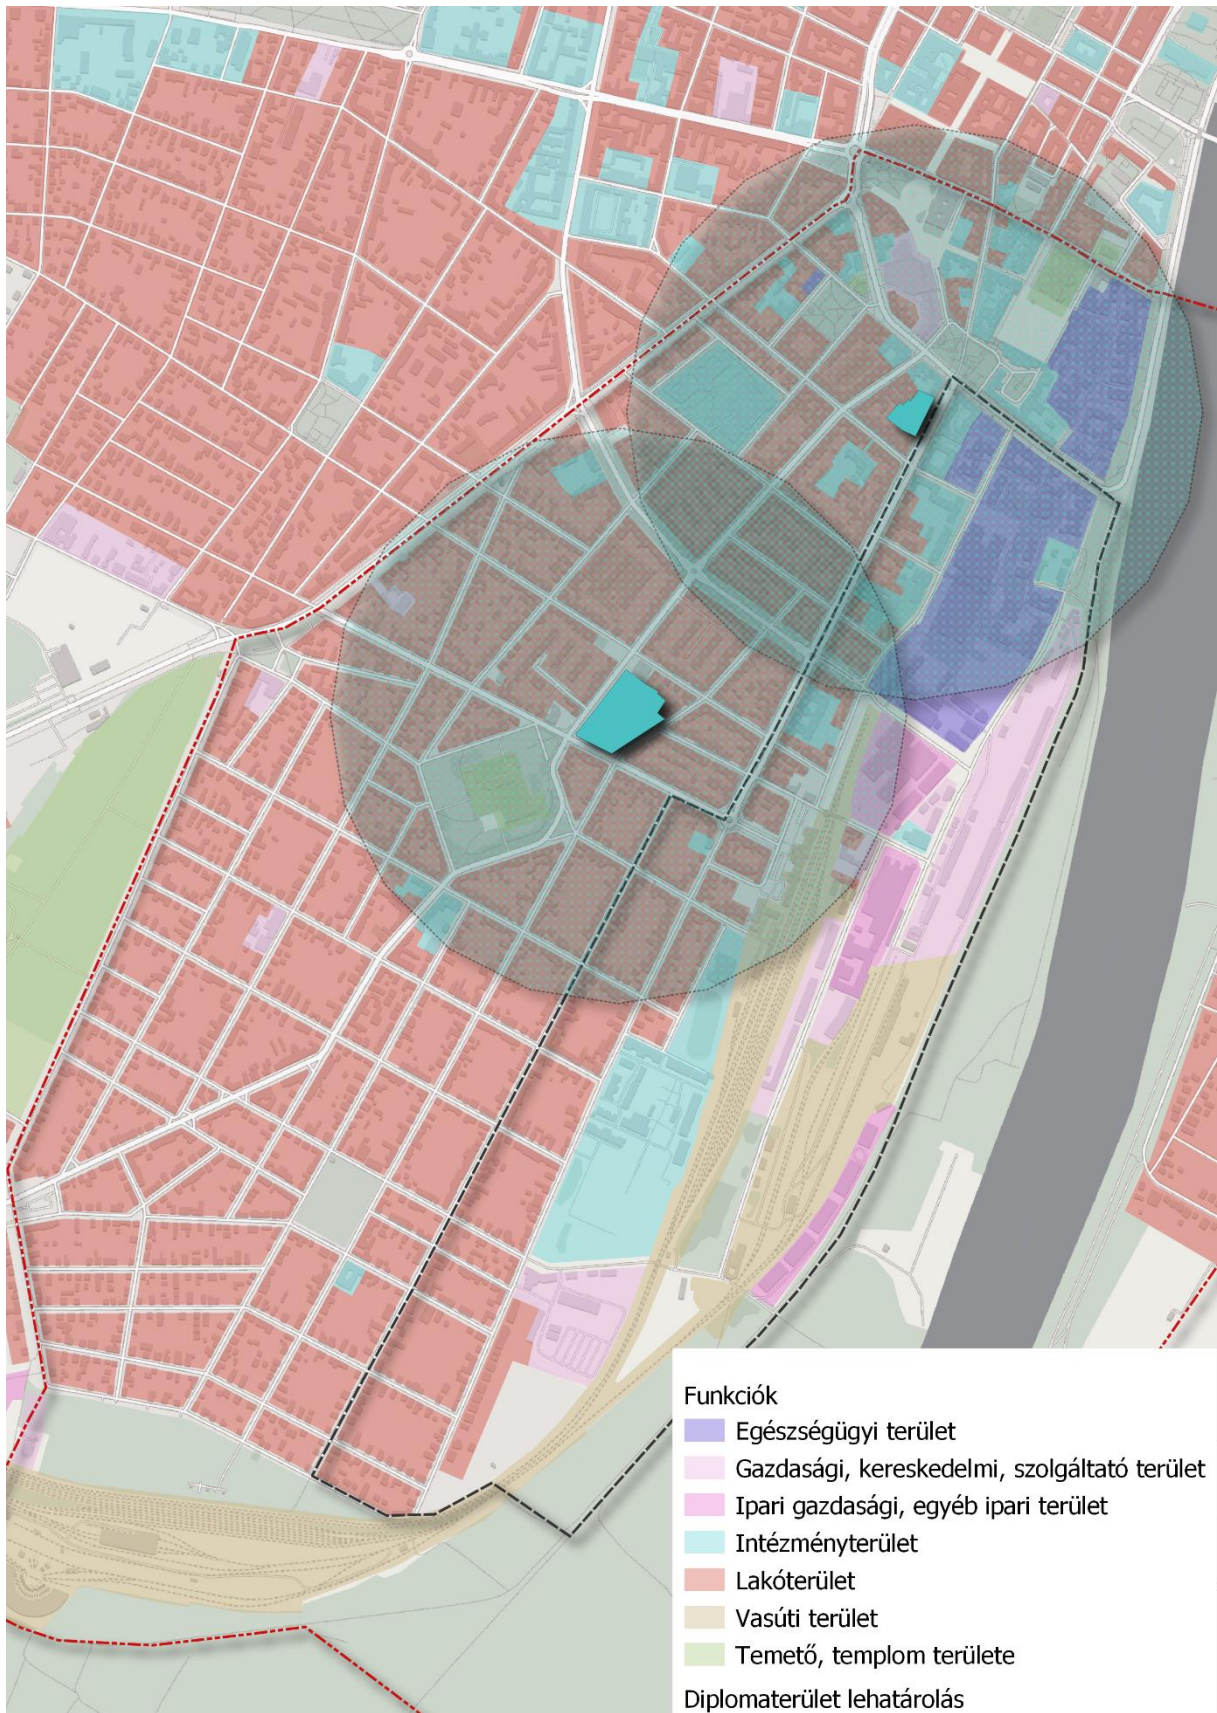 Funkciók
Egészségügyi terület
Gazdasági, kereskedelmi, szolgáltató terület
Ipari gazdasági, egyéb ipari terület
Intézményterület
Lakóterület
Vasúti terület
Temető, templom területe
Diplomaterület lehatárolás